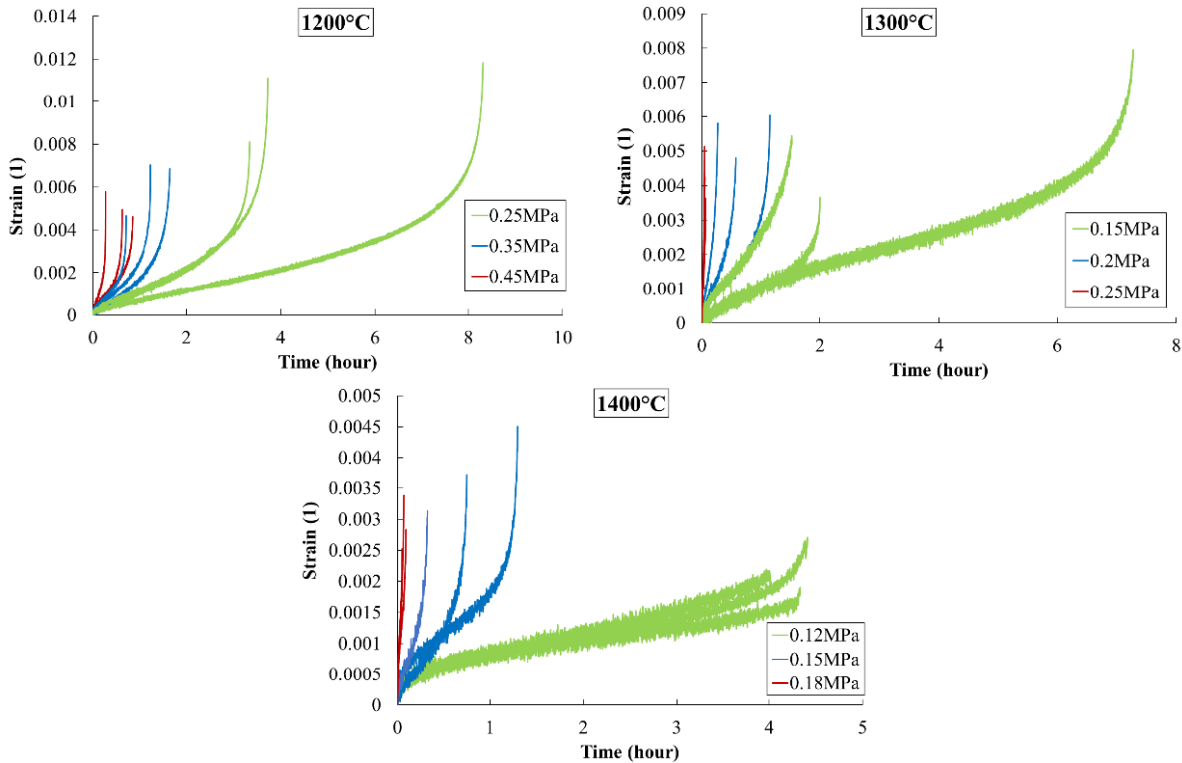 1200°C
0.014
0.012
0.01
0.008
0.006
0.004
0.002
0
Strain (1)
0 2 4 6 8 10
Time (hour)
0.25MPa
0.35MPa
0.45MPa
1300°C
0.009
0.008
0.007
0.006
0.005
0.004
0.003
0.002
0.001
0
Strain (1)
0 2 4 6 8
Time (hour)
0.15MPa
0.2MPa
0.25MPa
1400°C
0.005
0.0045
0.004
0.0035
0.003
0.0025
0.002
0.0015
0.001
0.0005
0
Strain (1)
0 1 2 3 4 5
Time (hour)
0.12MPa
0.15MPa
0.18MPa